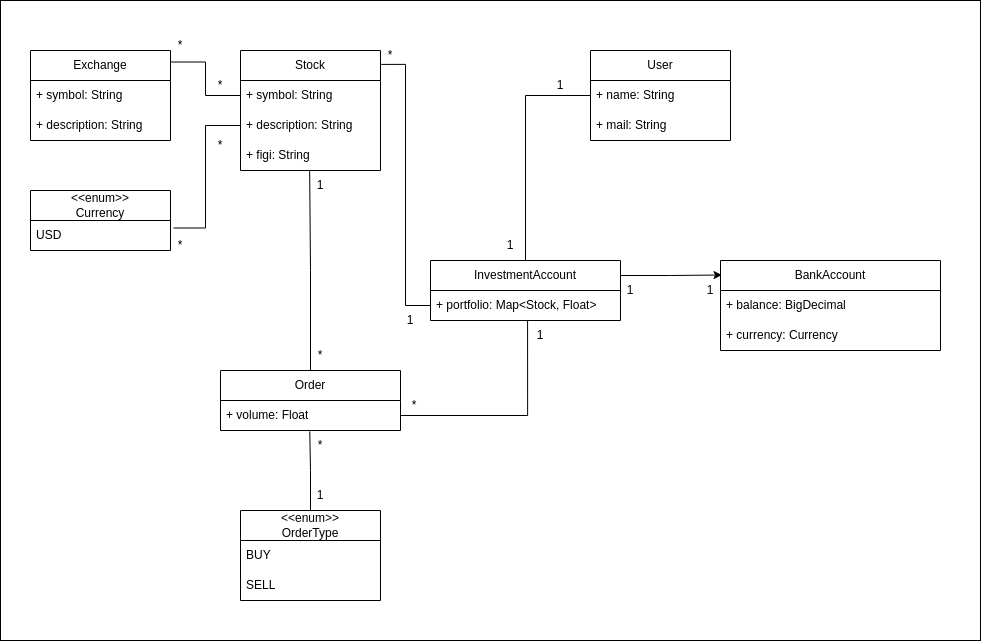 *
Exchange
+ symbol: String
+ description: String
*
Stock
+ symbol: String
+ description: String
+ figi: String
*
*
<<enum>>
Currency
USD
*
1
User
+ name: String
+ mail: String
1
1
InvestmentAccount
+ portfolio: Map<Stock, Float>
1
1
1
BankAccount
+ balance: BigDecimal
+ currency: Currency
1
*
Order
+ volume: Float
*
*
1
<<enum>>
OrderType
BUY
SELL